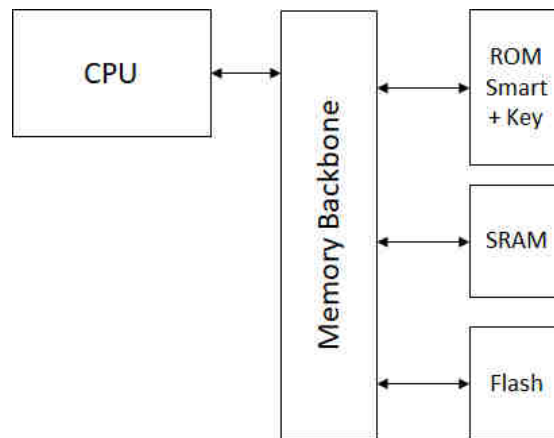 CPU
Memory Backbone
ROM
Smart
+ Key
SRAM
Flash